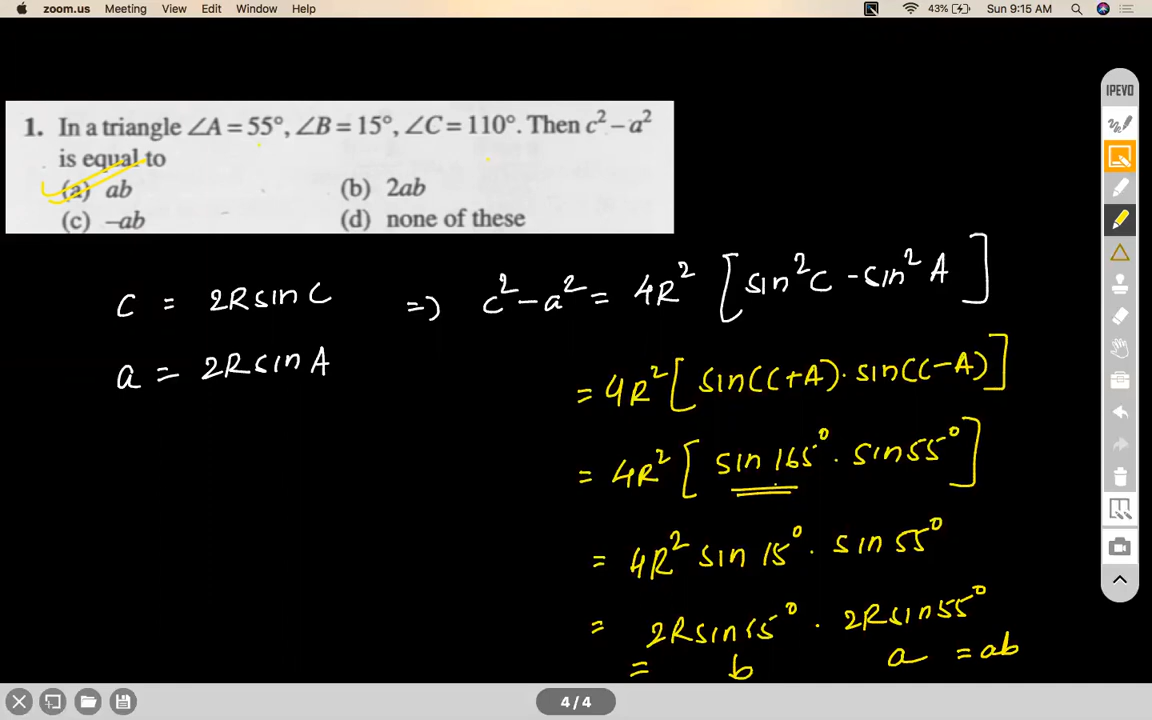 zoom.us Meeting View Edit Window Help 43% Sun 9:15 AM
IPEVO
1. In a triangle ∠A = 55°, ∠B = 15°, ∠C = 110°. Then c² – a²
is equal to
(a) ab (b) 2ab
(c) –ab (d) none of these
c = 2R sin C => c² - a² = 4R² [sin²C - sin²A]
a = 2R sin A
= 4R² [sin(C+A) · sin(C-A)]
= 4R² [sin 165° · sin 55°]
= 4R² sin 15° · sin 55°
= 2R sin 15° · 2R sin 55°
= b a = ab
4/4